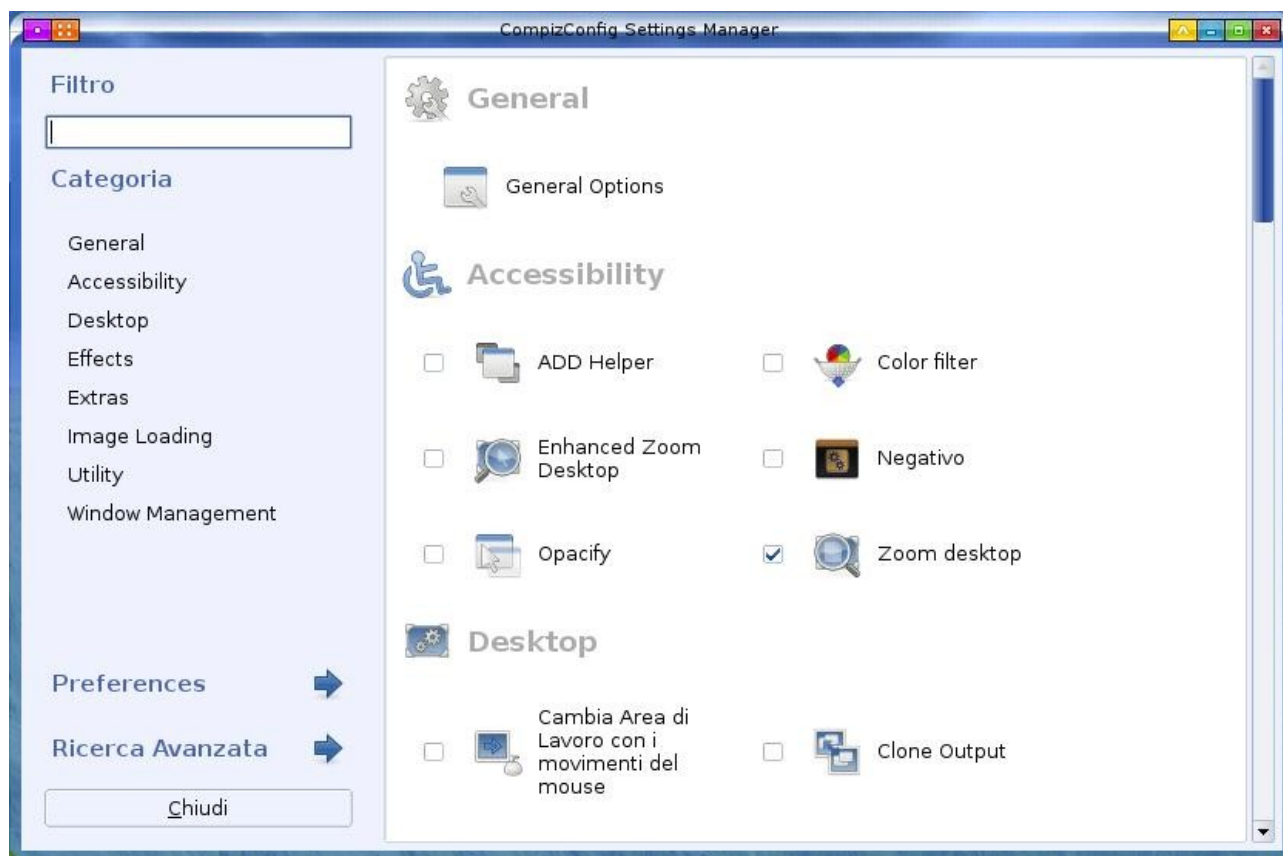 CompizConfig Settings Manager
Filtro
Categoria
General
Accessibility
Desktop
Effects
Extras
Image Loading
Utility
Window Management
Preferences
Ricerca Avanzata
Chiudi
General
General Options
Accessibility
ADD Helper
Color filter
Enhanced Zoom
Desktop
Negativo
Opacify
Zoom desktop
Desktop
Cambia Area di
Lavoro con i
movimenti del
mouse
Clone Output